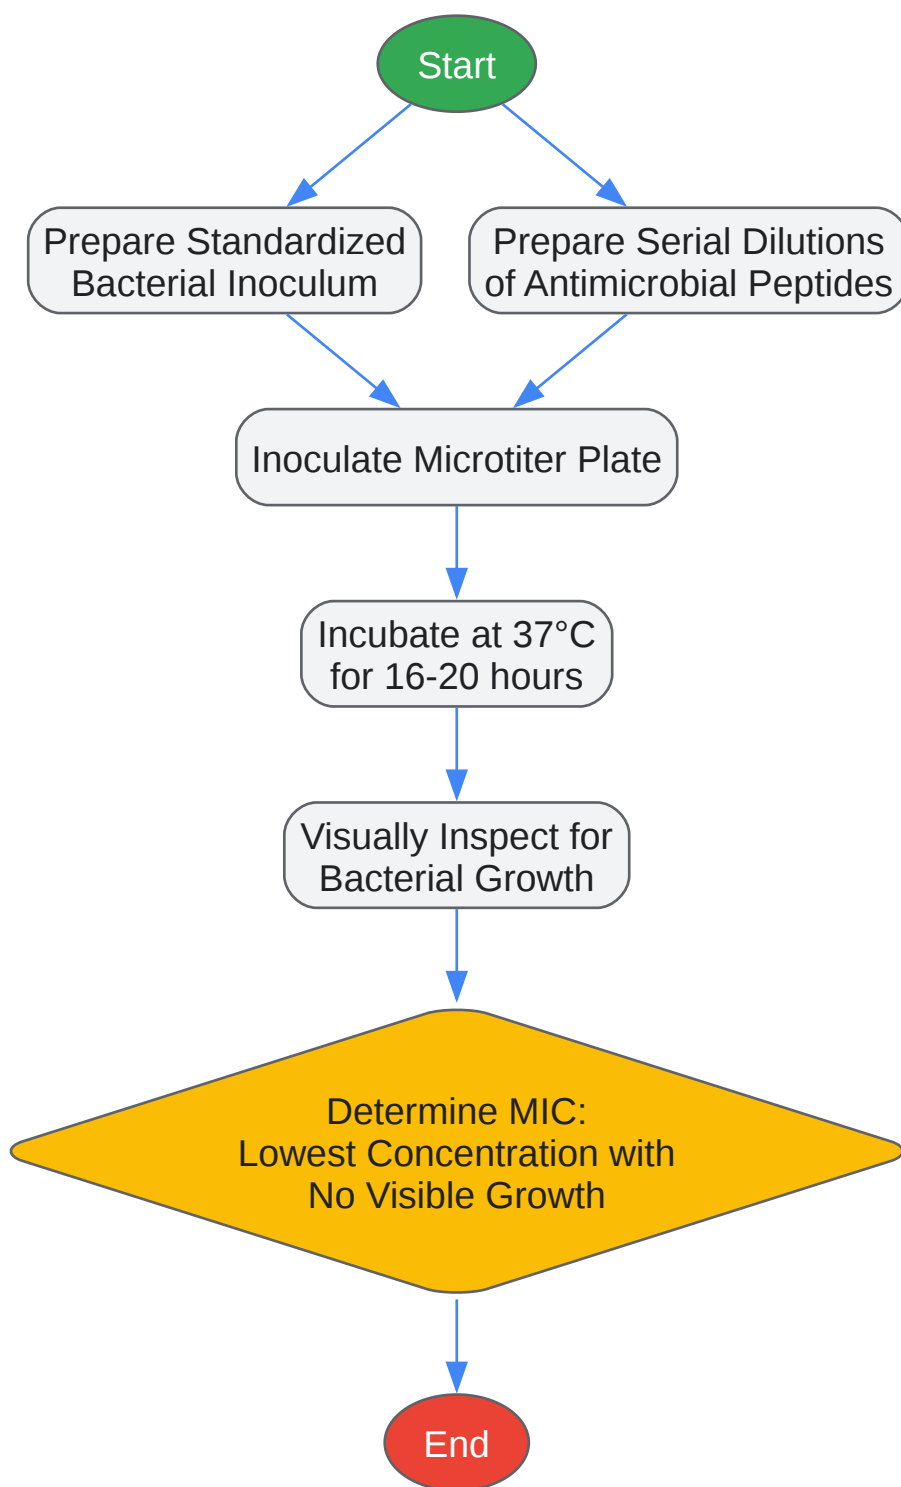 Start
Prepare Standardized
Bacterial Inoculum
Prepare Serial Dilutions
of Antimicrobial Peptides
Inoculate Microtiter Plate
Incubate at 37°C
for 16-20 hours
Visually Inspect for
Bacterial Growth
Determine MIC:
Lowest Concentration with
No Visible Growth
End